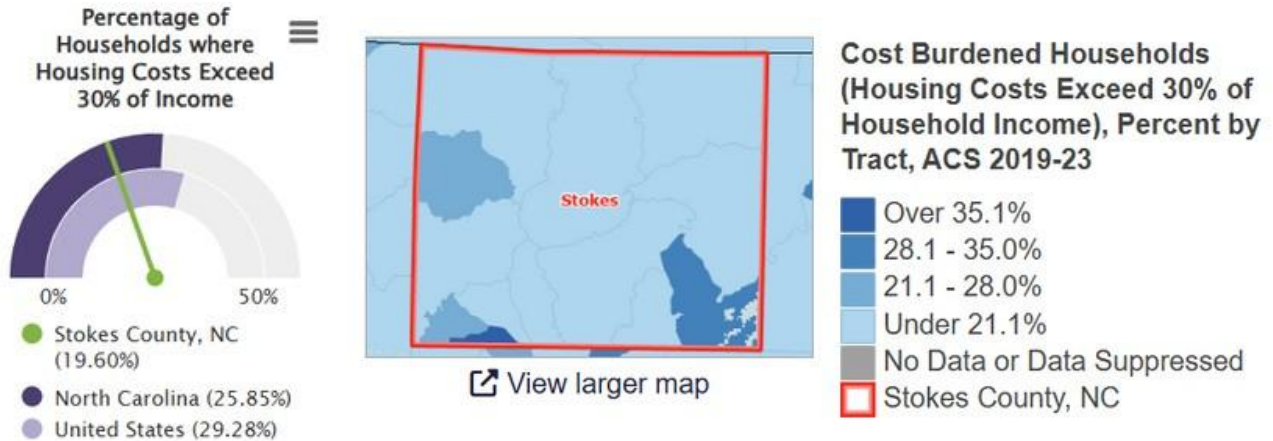 Percentage of
Households where
Housing Costs Exceed
30% of Income
0%
50%
Stokes County, NC
(19.60%)
North Carolina (25.85%)
United States (29.28%)
Stokes
View larger map
Cost Burdened Households
(Housing Costs Exceed 30% of
Household Income), Percent by
Tract, ACS 2019-23
Over 35.1%
28.1 - 35.0%
21.1 - 28.0%
Under 21.1%
No Data or Data Suppressed
Stokes County, NC